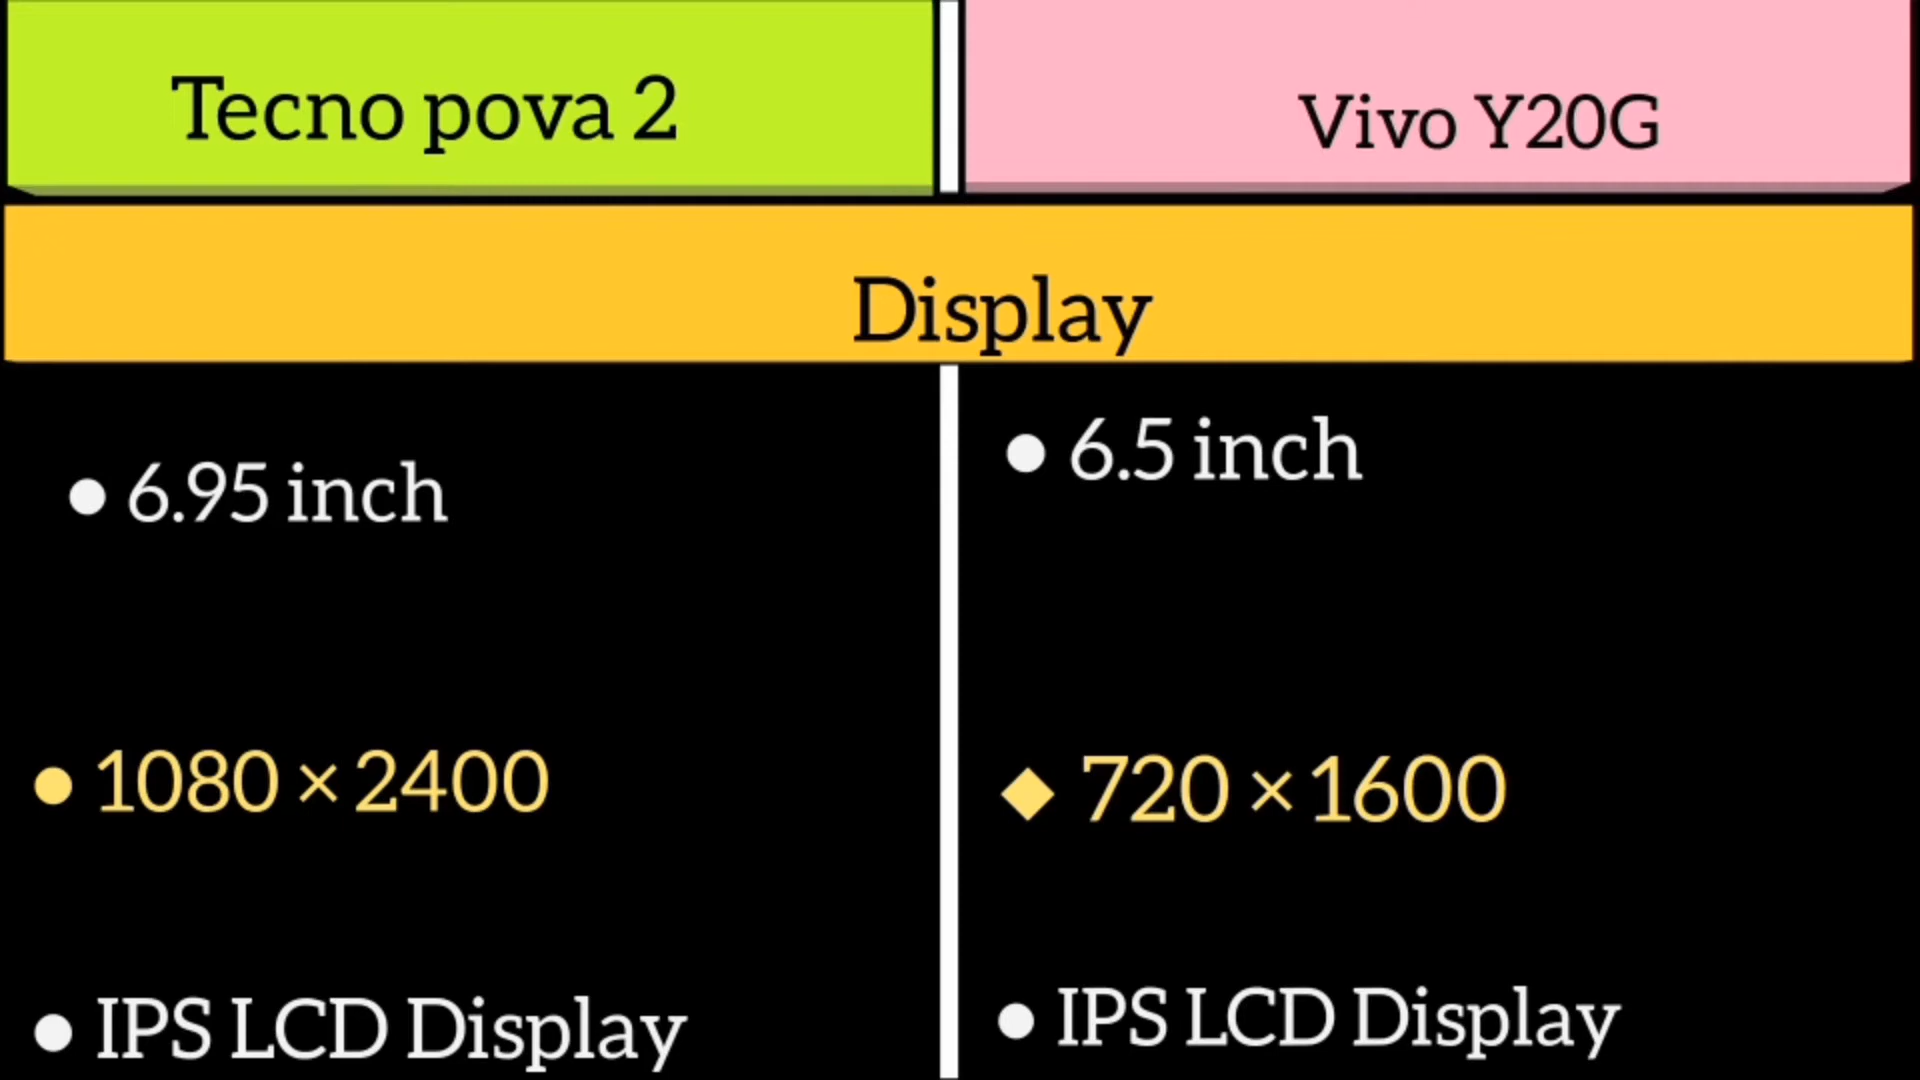 Tecno pova 2
Vivo Y20G
Display
● 6.95 inch
● 6.5 inch
● 1080 × 2400
◆ 720 × 1600
● IPS LCD Display
● IPS LCD Display